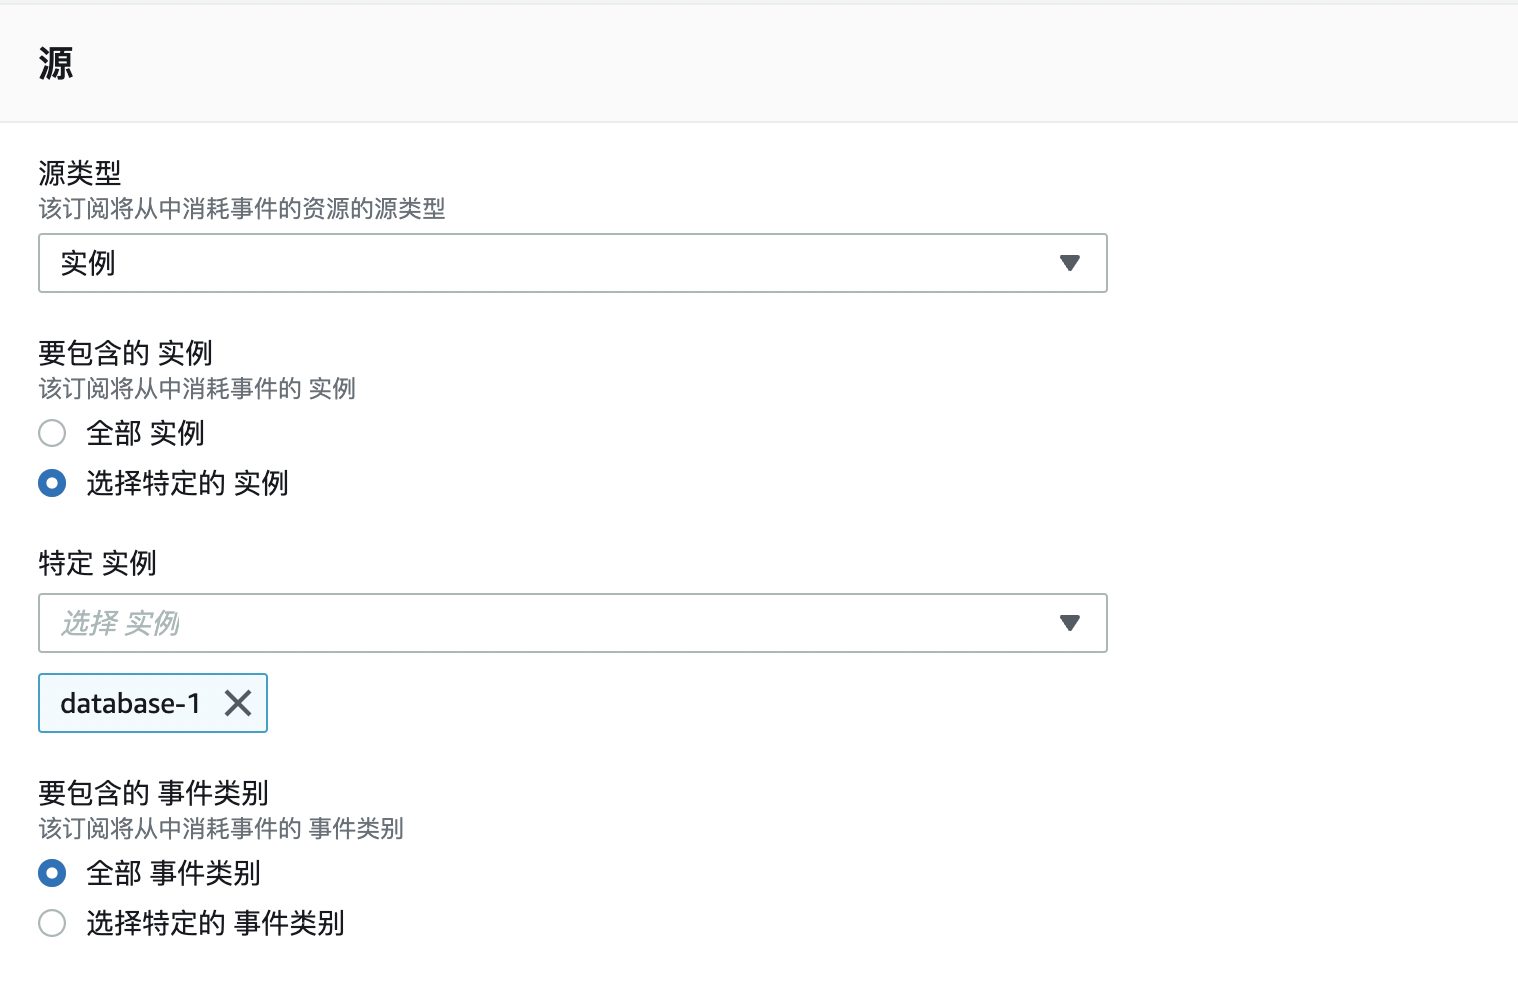 源
源类型
该订阅将从中消耗事件的资源的源类型
实例
要包含的 实例
该订阅将从中消耗事件的 实例
全部 实例
选择特定的 实例
特定 实例
选择 实例
database-1
要包含的 事件类别
该订阅将从中消耗事件的 事件类别
全部 事件类别
选择特定的 事件类别